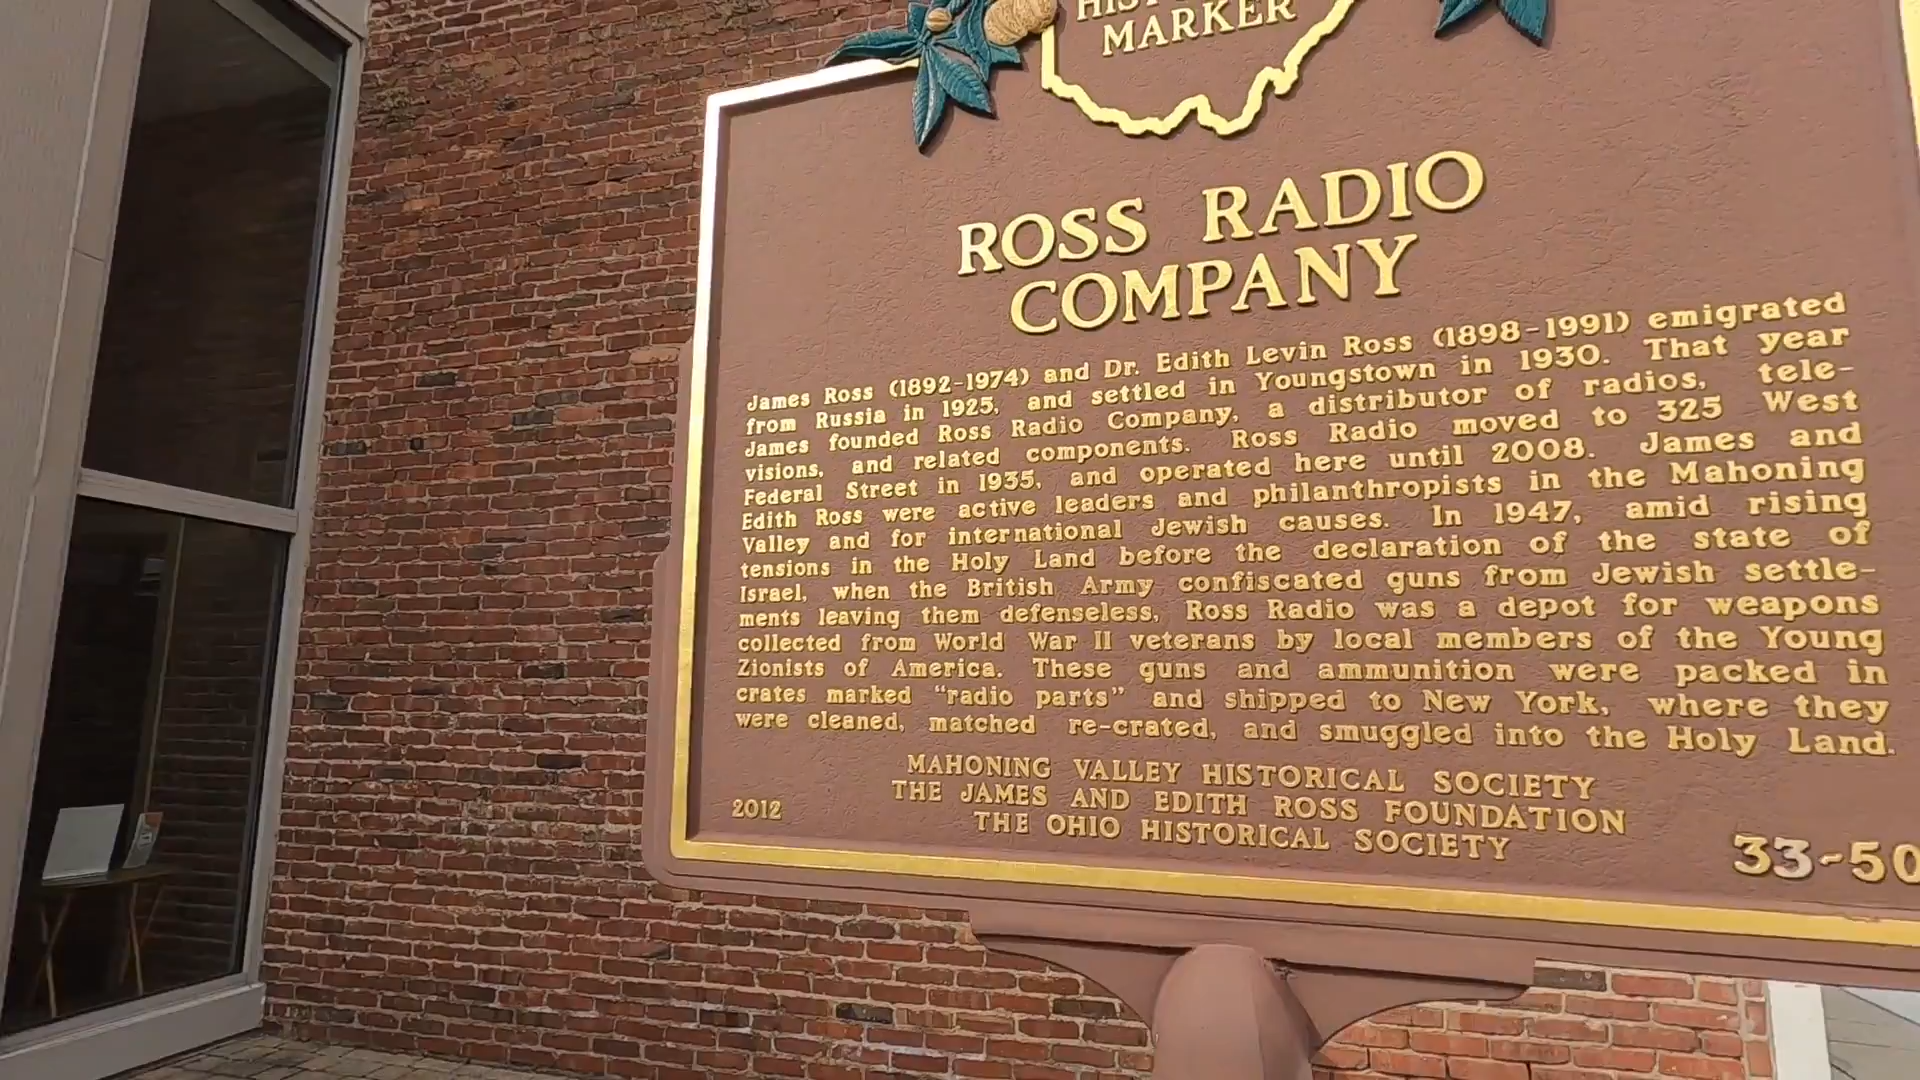 MARKER
ROSS RADIO
COMPANY
James Ross (1892-1974) and Dr. Edith Levin Ross (1898-1991) emigrated
from Russia in 1925, and settled in Youngstown in 1930. That year
James founded Ross Radio Company, a distributor of radios, tele-
visions, and related components. Ross Radio moved to 325 West
Federal Street in 1935, and operated here until 2008. James and
Edith Ross were active leaders and philanthropists in the Mahoning
Valley and for international Jewish causes. In 1947, amid rising
tensions in the Holy Land before the declaration of the state of
Israel, when the British Army confiscated guns from Jewish settle-
ments leaving them defenseless, Ross Radio was a depot for weapons
collected from World War II veterans by local members of the Young
Zionists of America. These guns and ammunition were packed in
crates marked "radio parts" and shipped to New York, where they
were cleaned, matched re-crated, and smuggled into the Holy Land.
MAHONING VALLEY HISTORICAL SOCIETY
THE JAMES AND EDITH ROSS FOUNDATION
THE OHIO HISTORICAL SOCIETY
2012
33-50